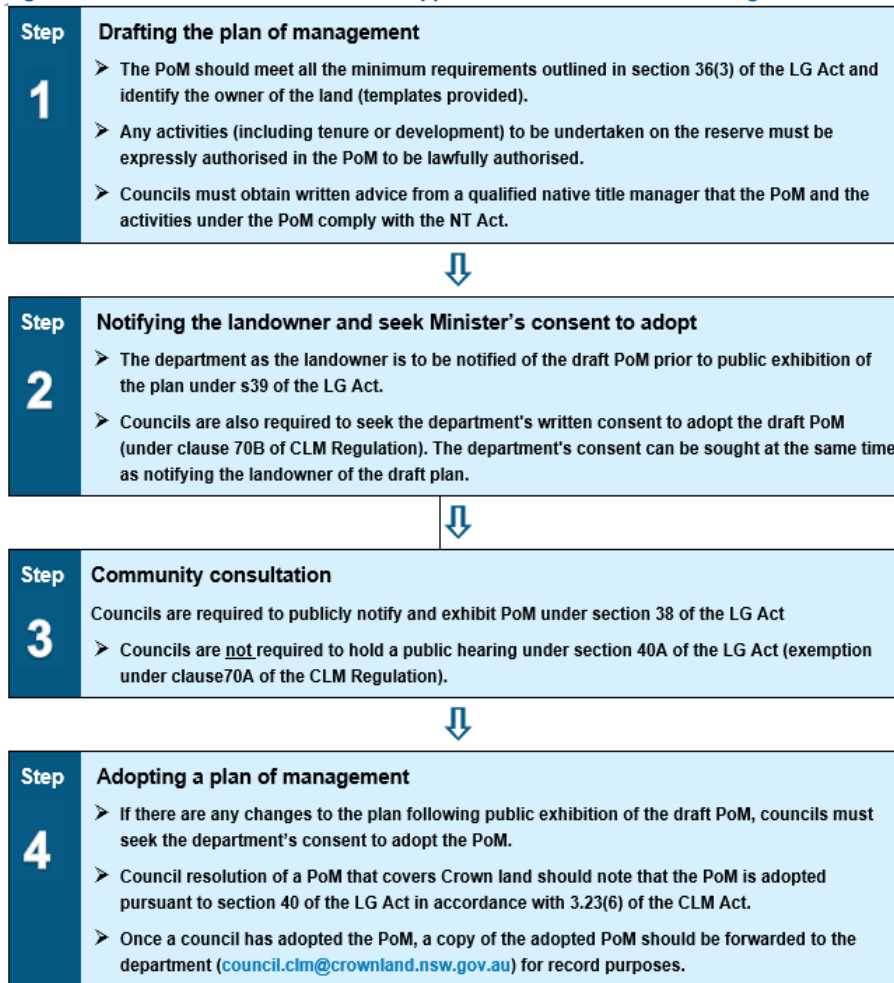 Step
1
Drafting the plan of management
➢ The PoM should meet all the minimum requirements outlined in section 36(3) of the LG Act and
identify the owner of the land (templates provided).
➢ Any activities (including tenure or development) to be undertaken on the reserve must be
expressly authorised in the PoM to be lawfully authorised.
➢ Councils must obtain written advice from a qualified native title manager that the PoM and the
activities under the PoM comply with the NT Act.
Step
2
Notifying the landowner and seek Minister's consent to adopt
➢ The department as the landowner is to be notified of the draft PoM prior to public exhibition of
the plan under s39 of the LG Act.
➢ Councils are also required to seek the department's written consent to adopt the draft PoM
(under clause 70B of CLM Regulation). The department's consent can be sought at the same time
as notifying the landowner of the draft plan.
Step
3
Community consultation
Councils are required to publicly notify and exhibit PoM under section 38 of the LG Act
➢ Councils are not required to hold a public hearing under section 40A of the LG Act (exemption
under clause70A of the CLM Regulation).
Step
4
Adopting a plan of management
➢ If there are any changes to the plan following public exhibition of the draft PoM, councils must
seek the department's consent to adopt the PoM.
➢ Council resolution of a PoM that covers Crown land should note that the PoM is adopted
pursuant to section 40 of the LG Act in accordance with 3.23(6) of the CLM Act.
➢ Once a council has adopted the PoM, a copy of the adopted PoM should be forwarded to the
department (council.clm@crownland.nsw.gov.au) for record purposes.